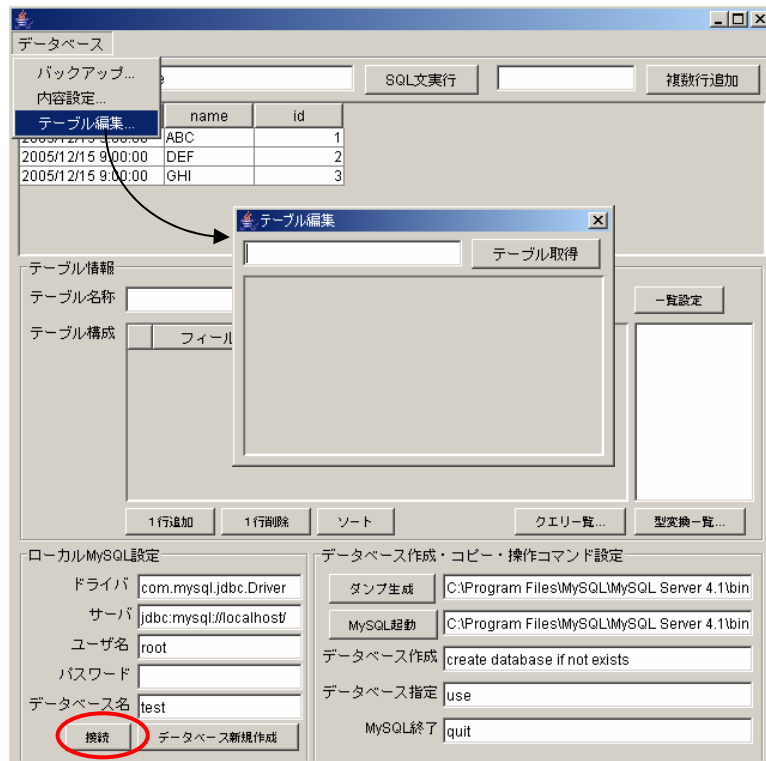 データベース
バックアップ...
内容設定...
テーブル編集...
SQL文実行
複数行追加
name id
ABC 1
2005/12/15 9:00:00 DEF 2
2005/12/15 9:00:00 GHI 3
テーブル編集
テーブル取得
テーブル情報
テーブル名称
一覧設定
テーブル構成
フィール
1行追加 1行削除 ソート クエリー覧... 型変換一覧...
ローカルMySQL設定
ドライバ com.mysql.jdbc.Driver
サーバ jdbc:mysql://localhost/
ユーザ名 root
パスワード
データベース名 test
接続 データベース新規作成
データベース作成・コピー・操作コマンド設定
ダンプ生成 C:\Program Files\MySQL\MySQL Server 4.1\bin
MySQL起動 C:\Program Files\MySQL\MySQL Server 4.1\bin
データベース作成 create database if not exists
データベース指定 use
MySQL終了 quit